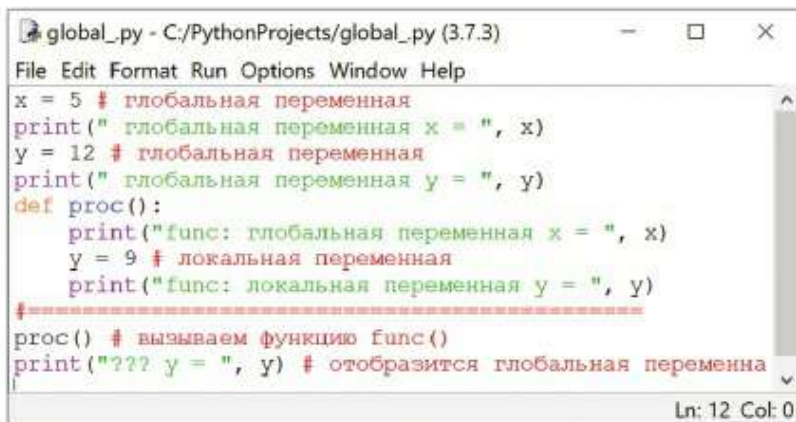 global_.py - C:/PythonProjects/global_.py (3.7.3)
File Edit Format Run Options Window Help
x = 5 # глобальная переменная
print(" глобальная переменная x = ", x)
y = 12 # глобальная переменная
print(" глобальная переменная y = ", y)
def proc():
    print("func: глобальная переменная x = ", x)
    y = 9 # локальная переменная
    print("func: локальная переменная y = ", y)
#==============================================
proc() # вызываем функцию func()
print("??? y = ", y) # отобразится глобальная переменна
Ln: 12 Col: 0